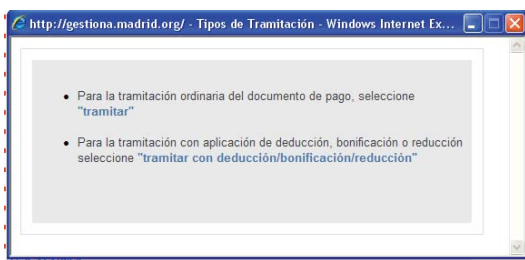 http://gestiona.madrid.org/ - Tipos de Tramitación - Windows Internet Ex...
Para la tramitación ordinaria del documento de pago, seleccione
"tramitar"
Para la tramitación con aplicación de deducción, bonificación o reducción
seleccione "tramitar con deducción/bonificación/reducción"